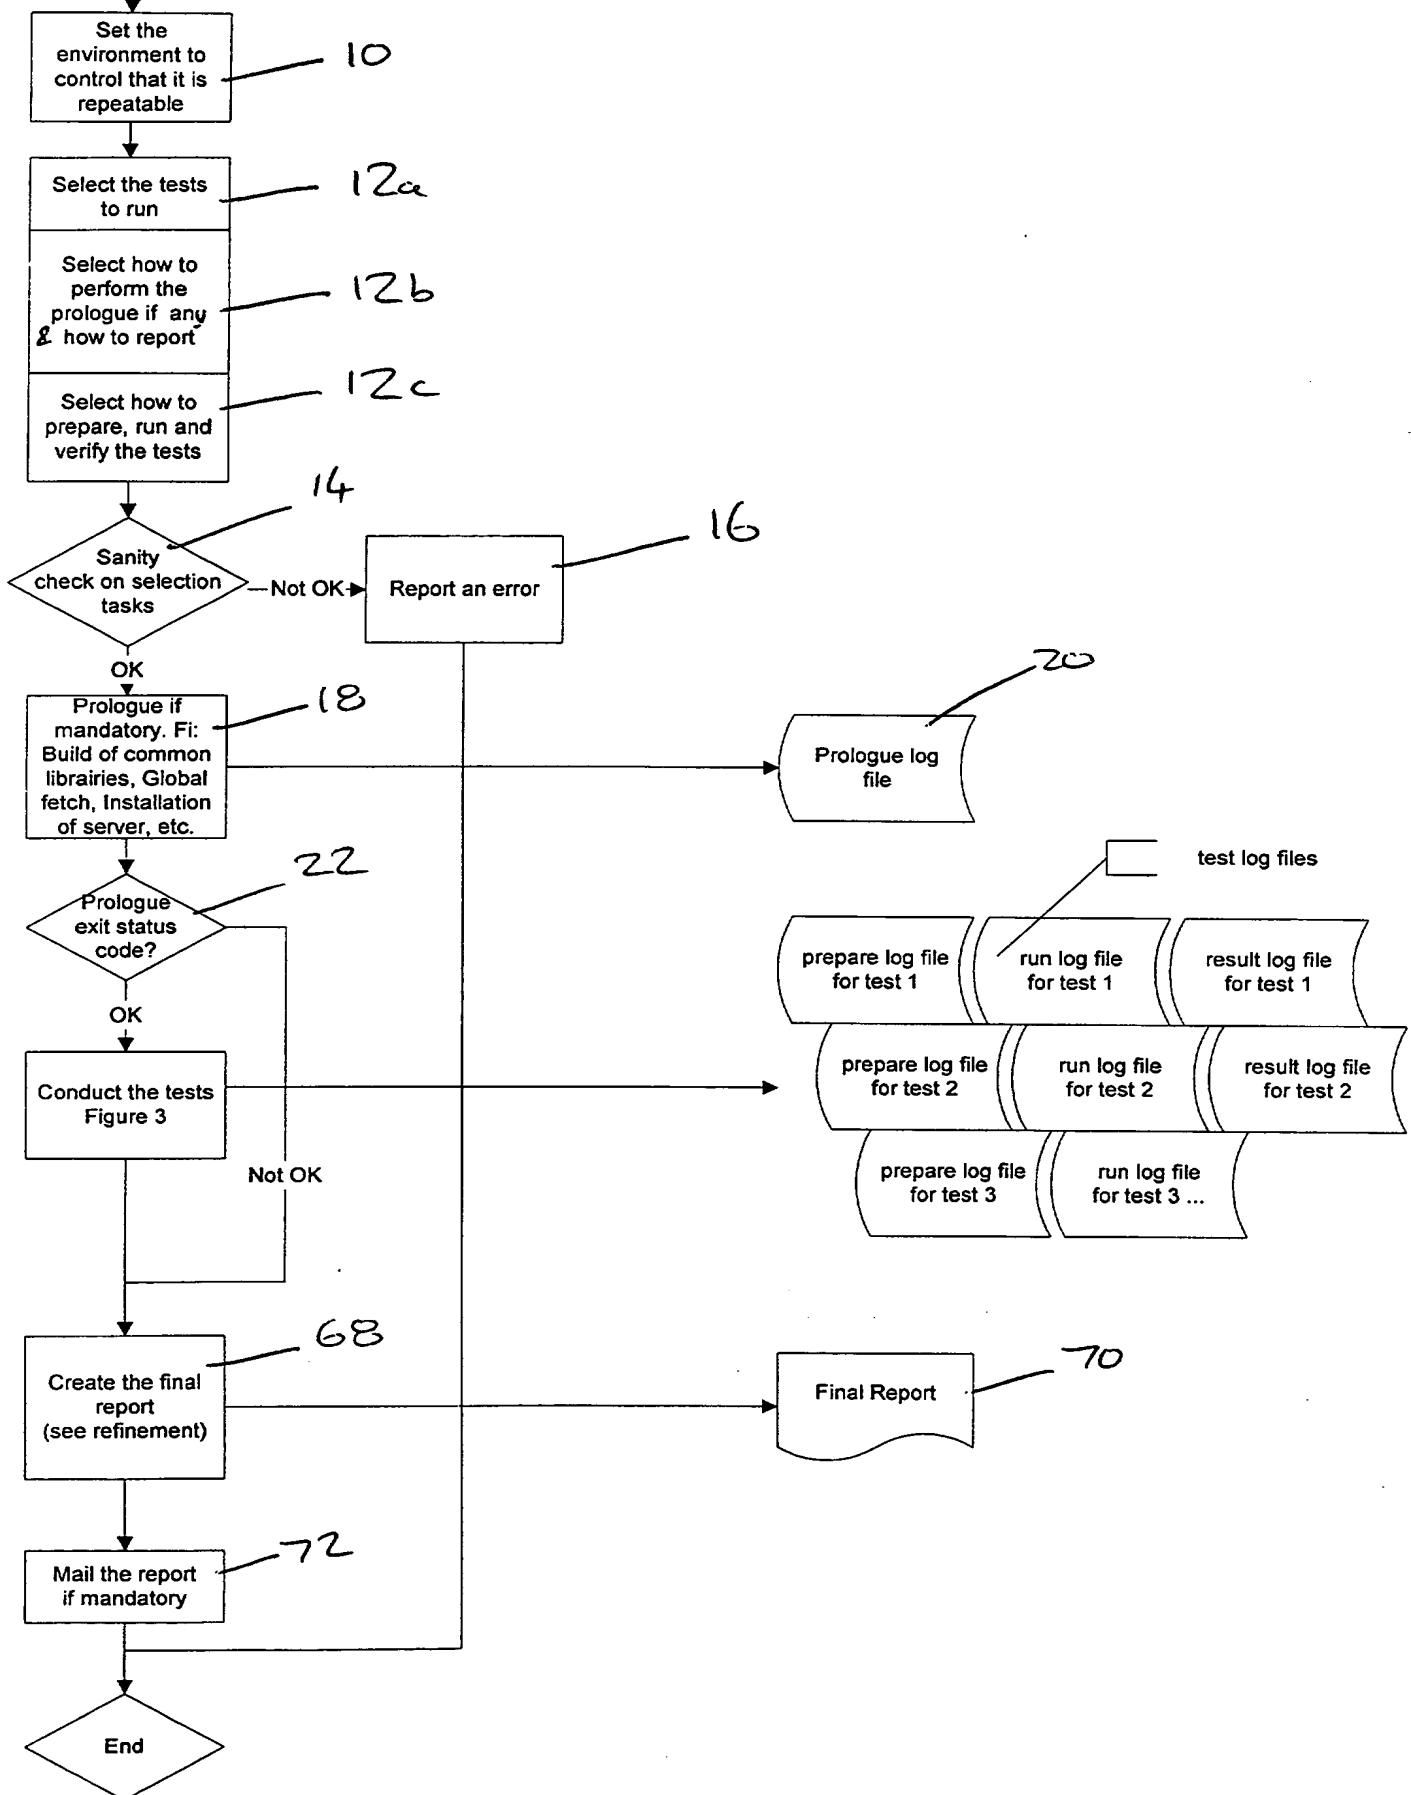 Set the
environment to
control that it is
repeatable
10
Select the tests
to run
12a
Select how to
perform the
prologue if any
& how to report
12b
Select how to
prepare, run and
verify the tests
12c
Sanity
check on selection
tasks
14
Not OK
Report an error
16
OK
Prologue if
mandatory. Fi:
Build of common
librairies, Global
fetch, Installation
of server, etc.
18
Prologue log
file
20
Prologue
exit status
code?
22
test log files
prepare log file
for test 1
run log file
for test 1
result log file
for test 1
OK
Conduct the tests
Figure 3
prepare log file
for test 2
run log file
for test 2
result log file
for test 2
Not OK
prepare log file
for test 3
run log file
for test 3 ...
Create the final
report
(see refinement)
68
Final Report
70
Mail the report
if mandatory
72
End